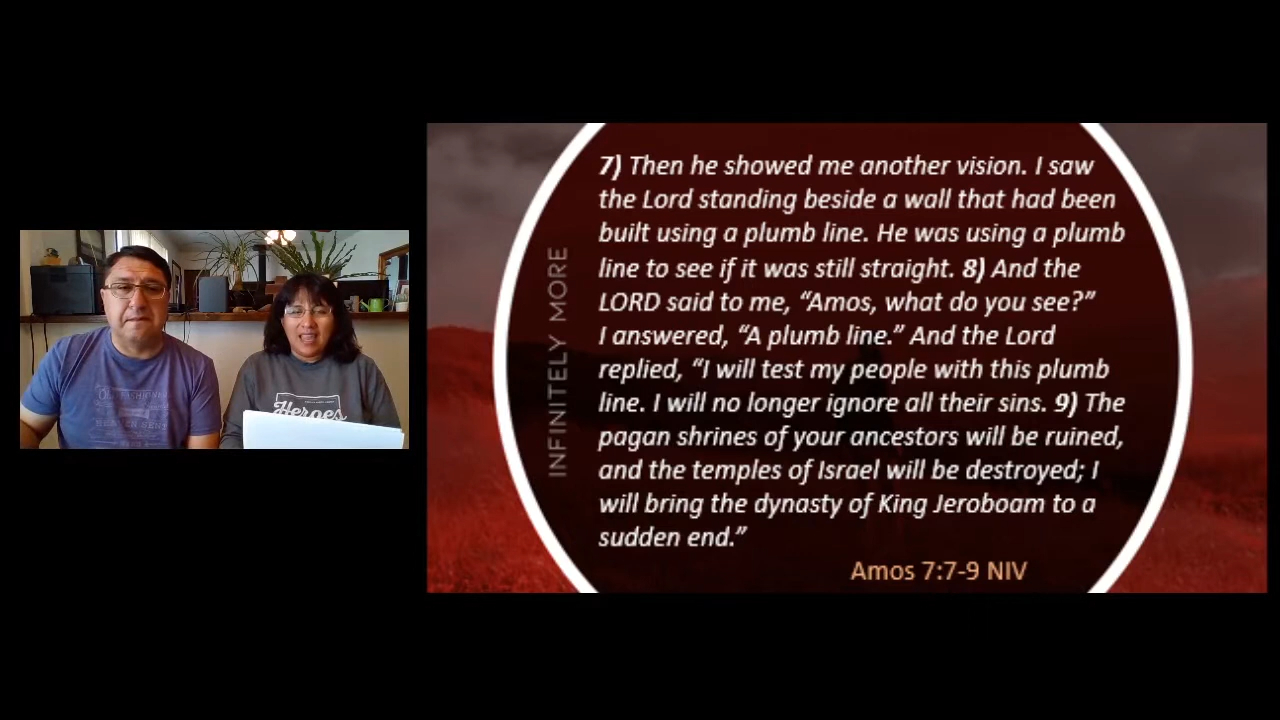 7) Then he showed me another vision. I saw
the Lord standing beside a wall that had been
built using a plumb line. He was using a plumb
line to see if it was still straight. 8) And the
LORD said to me, “Amos, what do you see?”
I answered, “A plumb line.” And the Lord
replied, “I will test my people with this plumb
line. I will no longer ignore all their sins. 9) The
pagan shrines of your ancestors will be ruined,
and the temples of Israel will be destroyed; I
will bring the dynasty of King Jeroboam to a
sudden end.”
Amos 7:7-9 NIV
INFINITELY MORE
OLD FASHIONED
HEAVEN SENT
Heroes